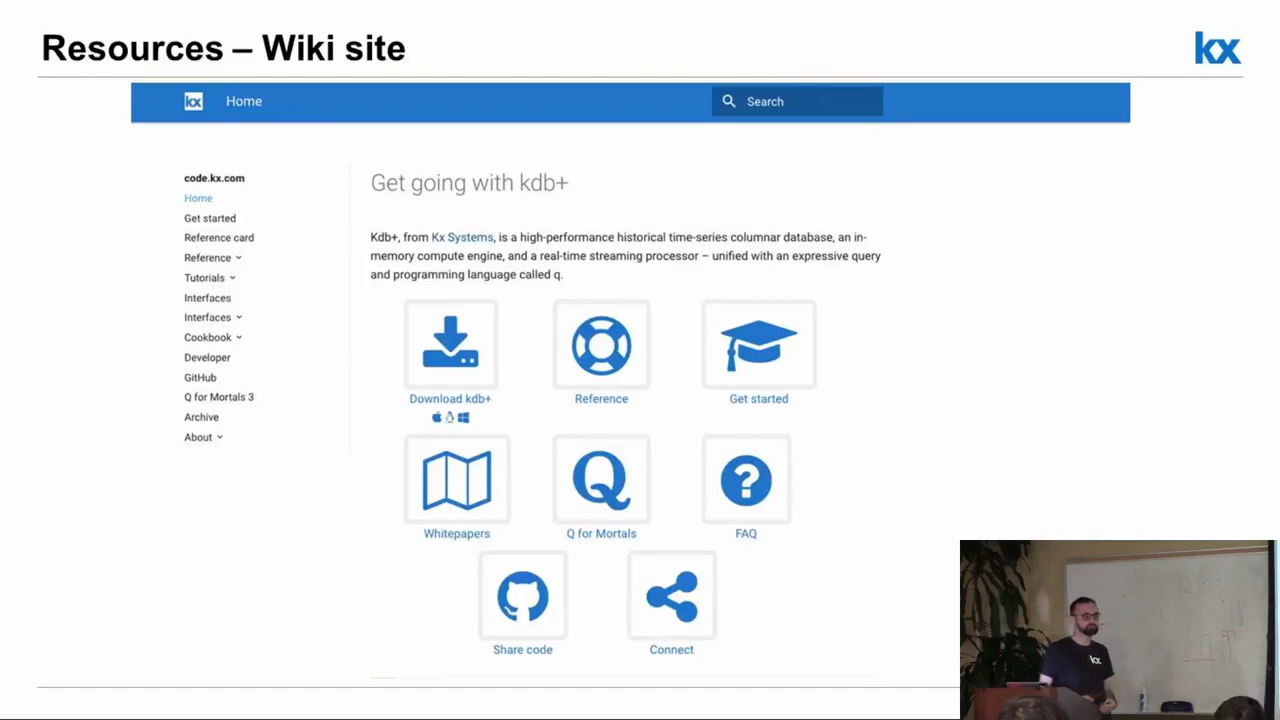 Resources – Wiki site
kx
kx Home
Search
code.kx.com
Home
Get started
Reference card
Reference
Tutorials
Interfaces
Interfaces
Cookbook
Developer
GitHub
Q for Mortals 3
Archive
About
Get going with kdb+
Kdb+, from Kx Systems, is a high-performance historical time-series columnar database, an in-
memory compute engine, and a real-time streaming processor – unified with an expressive query
and programming language called q.
Download kdb+
Reference
Get started
Q
?
Whitepapers
Q for Mortals
FAQ
Share code
Connect
kx